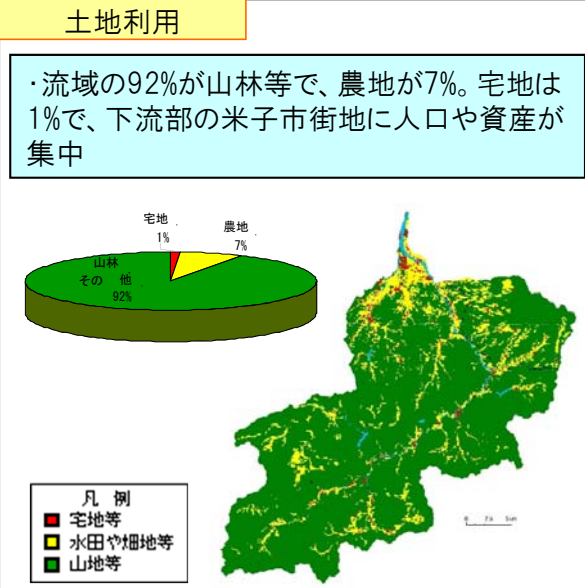 土地利用
・流域の92%が山林等で、農地が7%。宅地は
1%で、下流部の米子市街地に人口や資産が
集中
宅地
1%
農地
7%
山林
その 他
92%
凡 例
宅地等
水田や畑地等
山地等